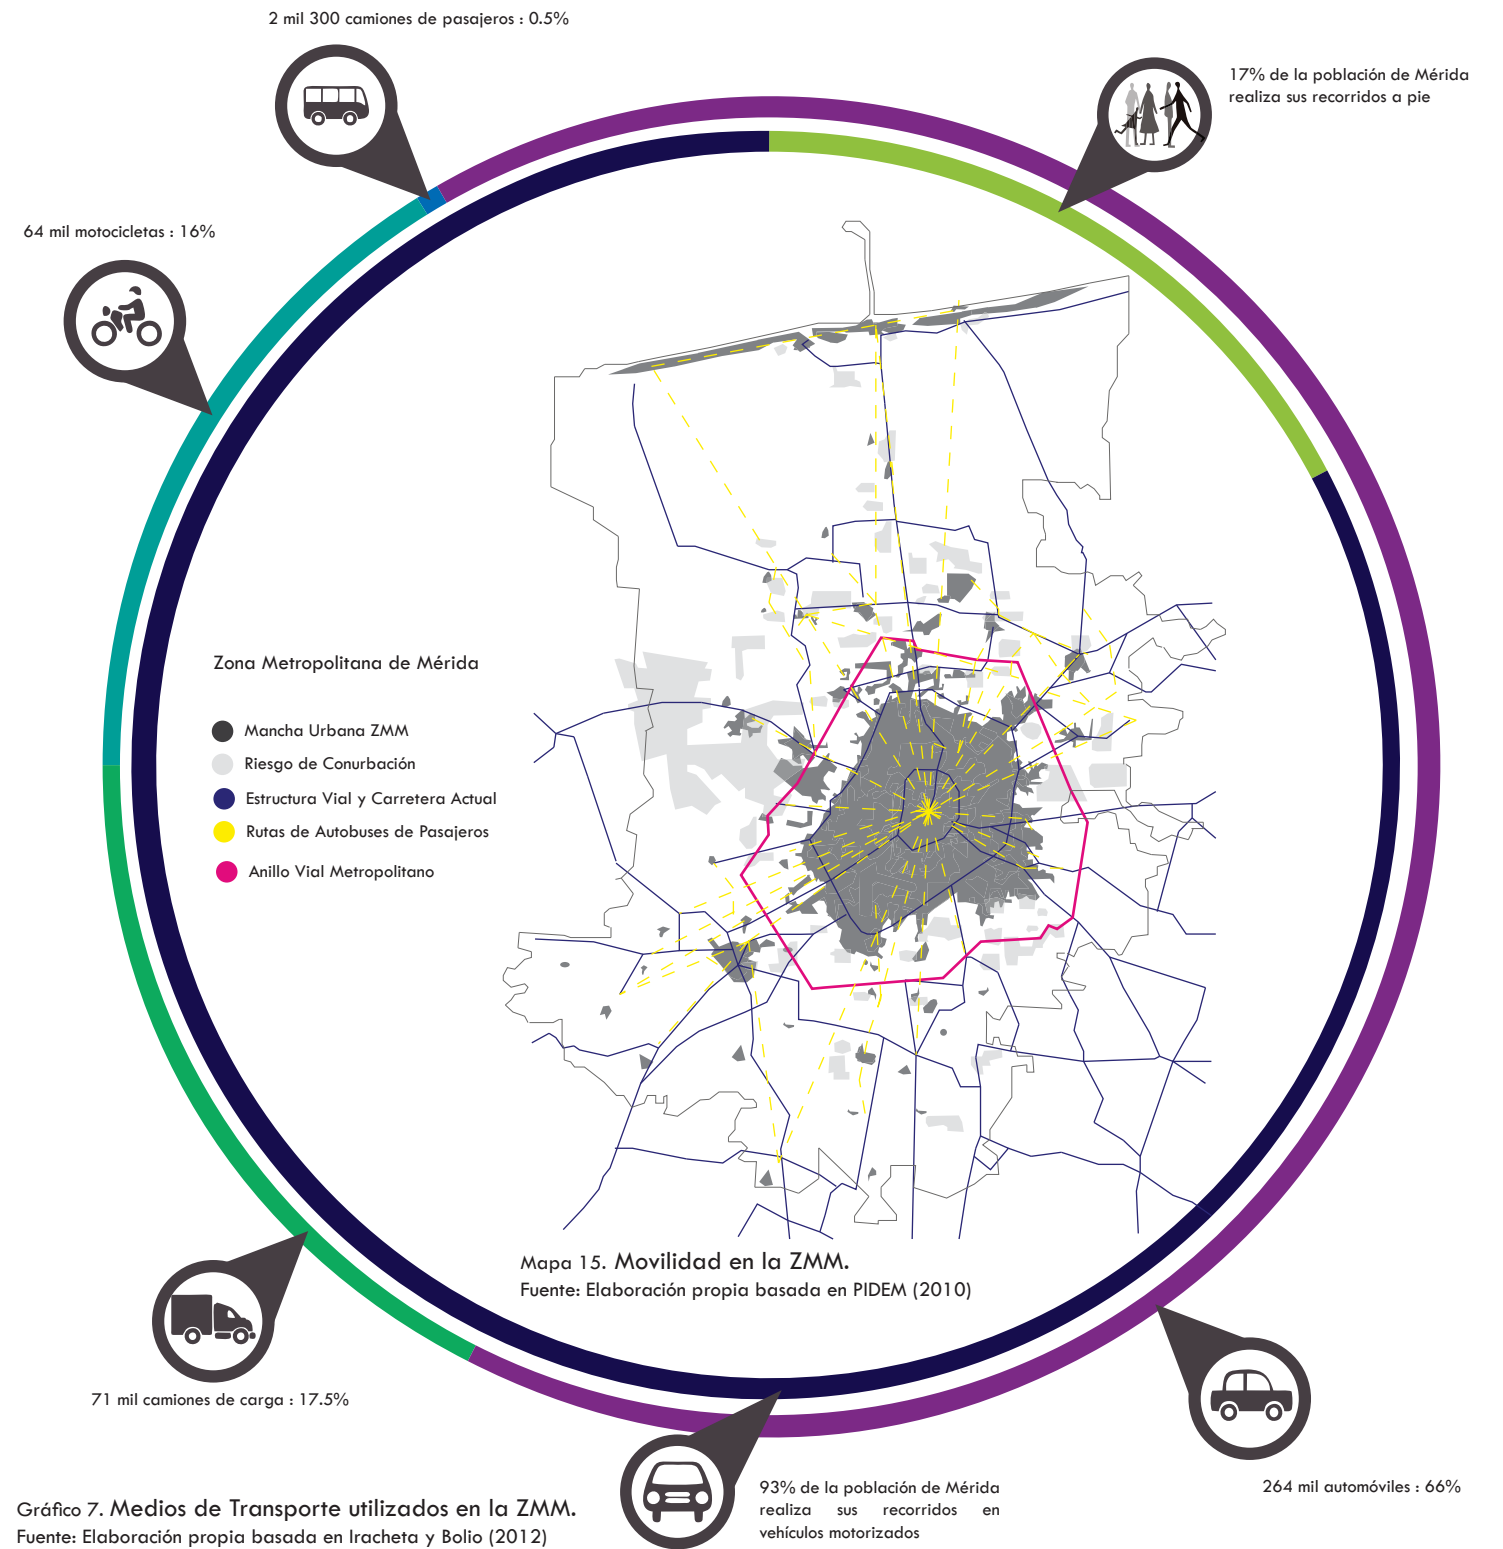 2 mil 300 camiones de pasajeros : 0.5%
17% de la población de Mérida
realiza sus recorridos a pie
64 mil motocicletas : 16%
Zona Metropolitana de Mérida
Mancha Urbana ZMM
Riesgo de Conurbación
Estructura Vial y Carretera Actual
Rutas de Autobuses de Pasajeros
Anillo Vial Metropolitano
Mapa 15. Movilidad en la ZMM.
Fuente: Elaboración propia basada en PIDEM (2010)
71 mil camiones de carga : 17.5%
93% de la población de Mérida
realiza sus recorridos en
vehículos motorizados
264 mil automóviles : 66%
Gráfico 7. Medios de Transporte utilizados en la ZMM.
Fuente: Elaboración propia basada en Iracheta y Bolio (2012)